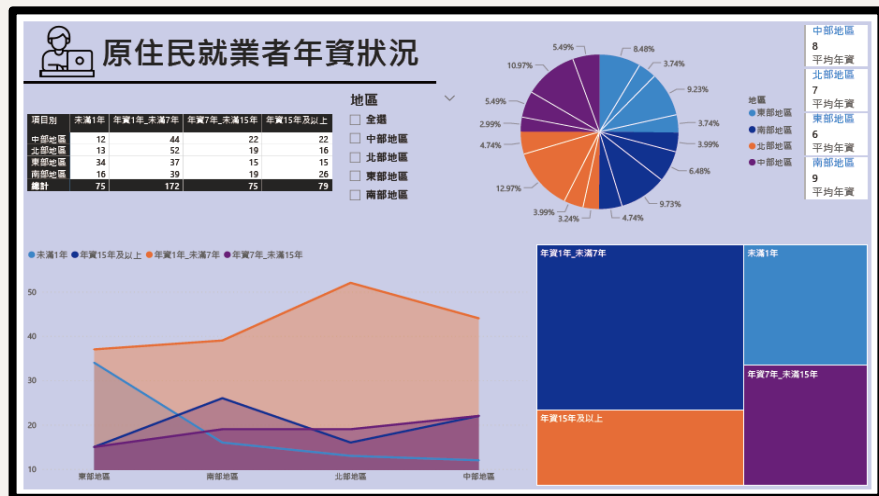 原住民就業者年資狀況
項目別 未滿1年 年資1年_未滿7年 年資7年_未滿15年 年資15年及以上
中部地區 12 44 22 22
北部地區 13 52 19 16
東部地區 34 37 15 15
南部地區 16 39 19 26
總計 75 172 75 79
地區
全選
中部地區
北部地區
東部地區
南部地區
8.48%
3.74%
9.23%
3.74%
3.99%
6.48%
9.73%
4.74%
3.24%
3.99%
12.97%
4.74%
2.99%
5.49%
10.97%
5.49%
地區
東部地區
南部地區
北部地區
中部地區
中部地區
8
平均年資
北部地區
7
平均年資
東部地區
6
平均年資
南部地區
9
平均年資
未滿1年 年資15年及以上 年資1年_未滿7年 年資7年_未滿15年
50
40
30
20
10
東部地區 南部地區 北部地區 中部地區
年資1年_未滿7年
未滿1年
年資7年_未滿15年
年資15年及以上